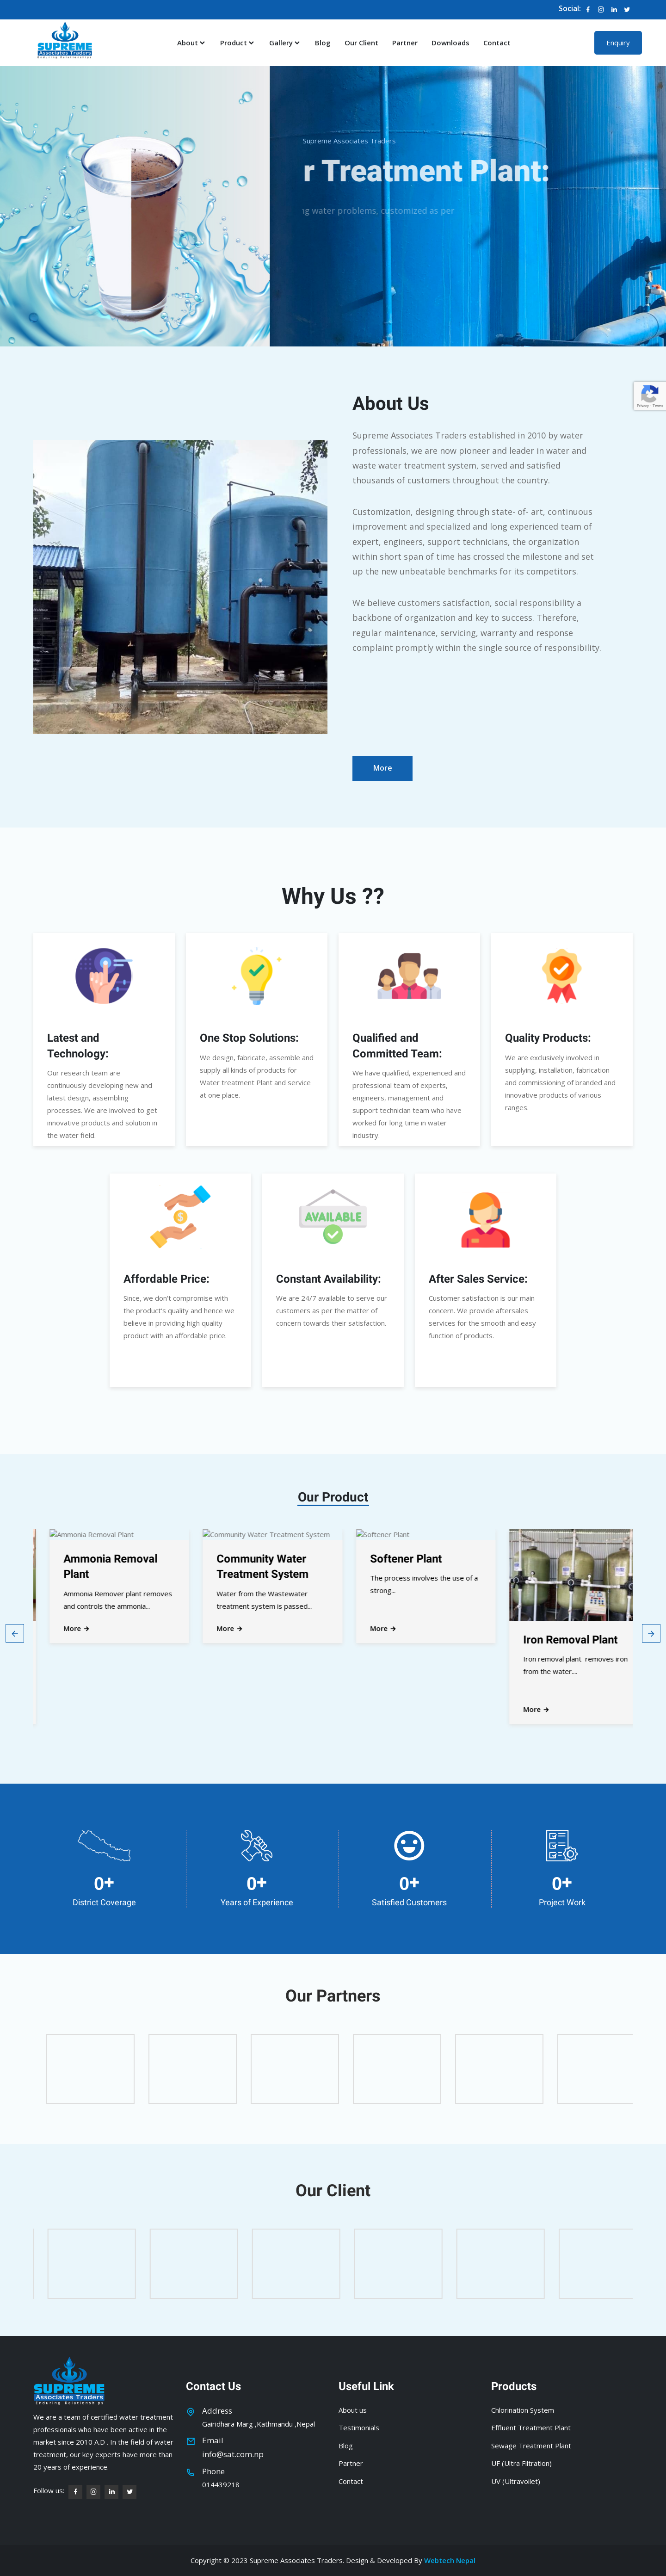 Social:
SUPREME
Associates Traders
Enduring Relationships
About
Product
Gallery
Blog
Our Client
Partner
Downloads
Contact
Enquiry
Supreme Associates Traders
r Treatment Plant:
ng water problems, customized as per
Privacy - Terms
About Us
Supreme Associates Traders established in 2010 by water
professionals, we are now pioneer and leader in water and
waste water treatment system, served and satisfied
thousands of customers throughout the country.
Customization, designing through state- of- art, continuous
improvement and specialized and long experienced team of
expert, engineers, support technicians, the organization
within short span of time has crossed the milestone and set
up the new unbeatable benchmarks for its competitors.
We believe customers satisfaction, social responsibility a
backbone of organization and key to success. Therefore,
regular maintenance, servicing, warranty and response
complaint promptly within the single source of responsibility.
More
Why Us ??
Latest and
Technology:
Our research team are
continuously developing new and
latest design, assembling
processes. We are involved to get
innovative products and solution in
the water field.
One Stop Solutions:
We design, fabricate, assemble and
supply all kinds of products for
Water treatment Plant and service
at one place.
Qualified and
Committed Team:
We have qualified, experienced and
professional team of experts,
engineers, management and
support technician team who have
worked for long time in water
industry.
Quality Products:
We are exclusively involved in
supplying, installation, fabrication
and commissioning of branded and
innovative products of various
ranges.
Affordable Price:
Since, we don't compromise with
the product's quality and hence we
believe in providing high quality
product with an affordable price.
AVAILABLE
Constant Availability:
We are 24/7 available to serve our
customers as per the matter of
concern towards their satisfaction.
After Sales Service:
Customer satisfaction is our main
concern. We provide aftersales
services for the smooth and easy
function of products.
Our Product
Ammonia Removal Plant
Ammonia Removal
Plant
Ammonia Remover plant removes
and controls the ammonia...
More
Community Water Treatment System
Community Water
Treatment System
Water from the Wastewater
treatment system is passed...
More
Softener Plant
Softener Plant
The process involves the use of a
strong...
More
Iron Removal Plant
Iron removal plant removes iron
from the water....
More
0+
District Coverage
0+
Years of Experience
0+
Satisfied Customers
0+
Project Work
Our Partners
Our Client
SUPREME
Associates Traders
Enduring Relationships
We are a team of certified water treatment
professionals who have been active in the
market since 2010 A.D . In the field of water
treatment, our key experts have more than
20 years of experience.
Follow us:
Contact Us
Address
Gairidhara Marg ,Kathmandu ,Nepal
Email
info@sat.com.np
Phone
014439218
Useful Link
About us
Testimonials
Blog
Partner
Contact
Products
Chlorination System
Effluent Treatment Plant
Sewage Treatment Plant
UF (Ultra Filtration)
UV (Ultravoilet)
Copyright © 2023 Supreme Associates Traders. Design & Developed By Webtech Nepal